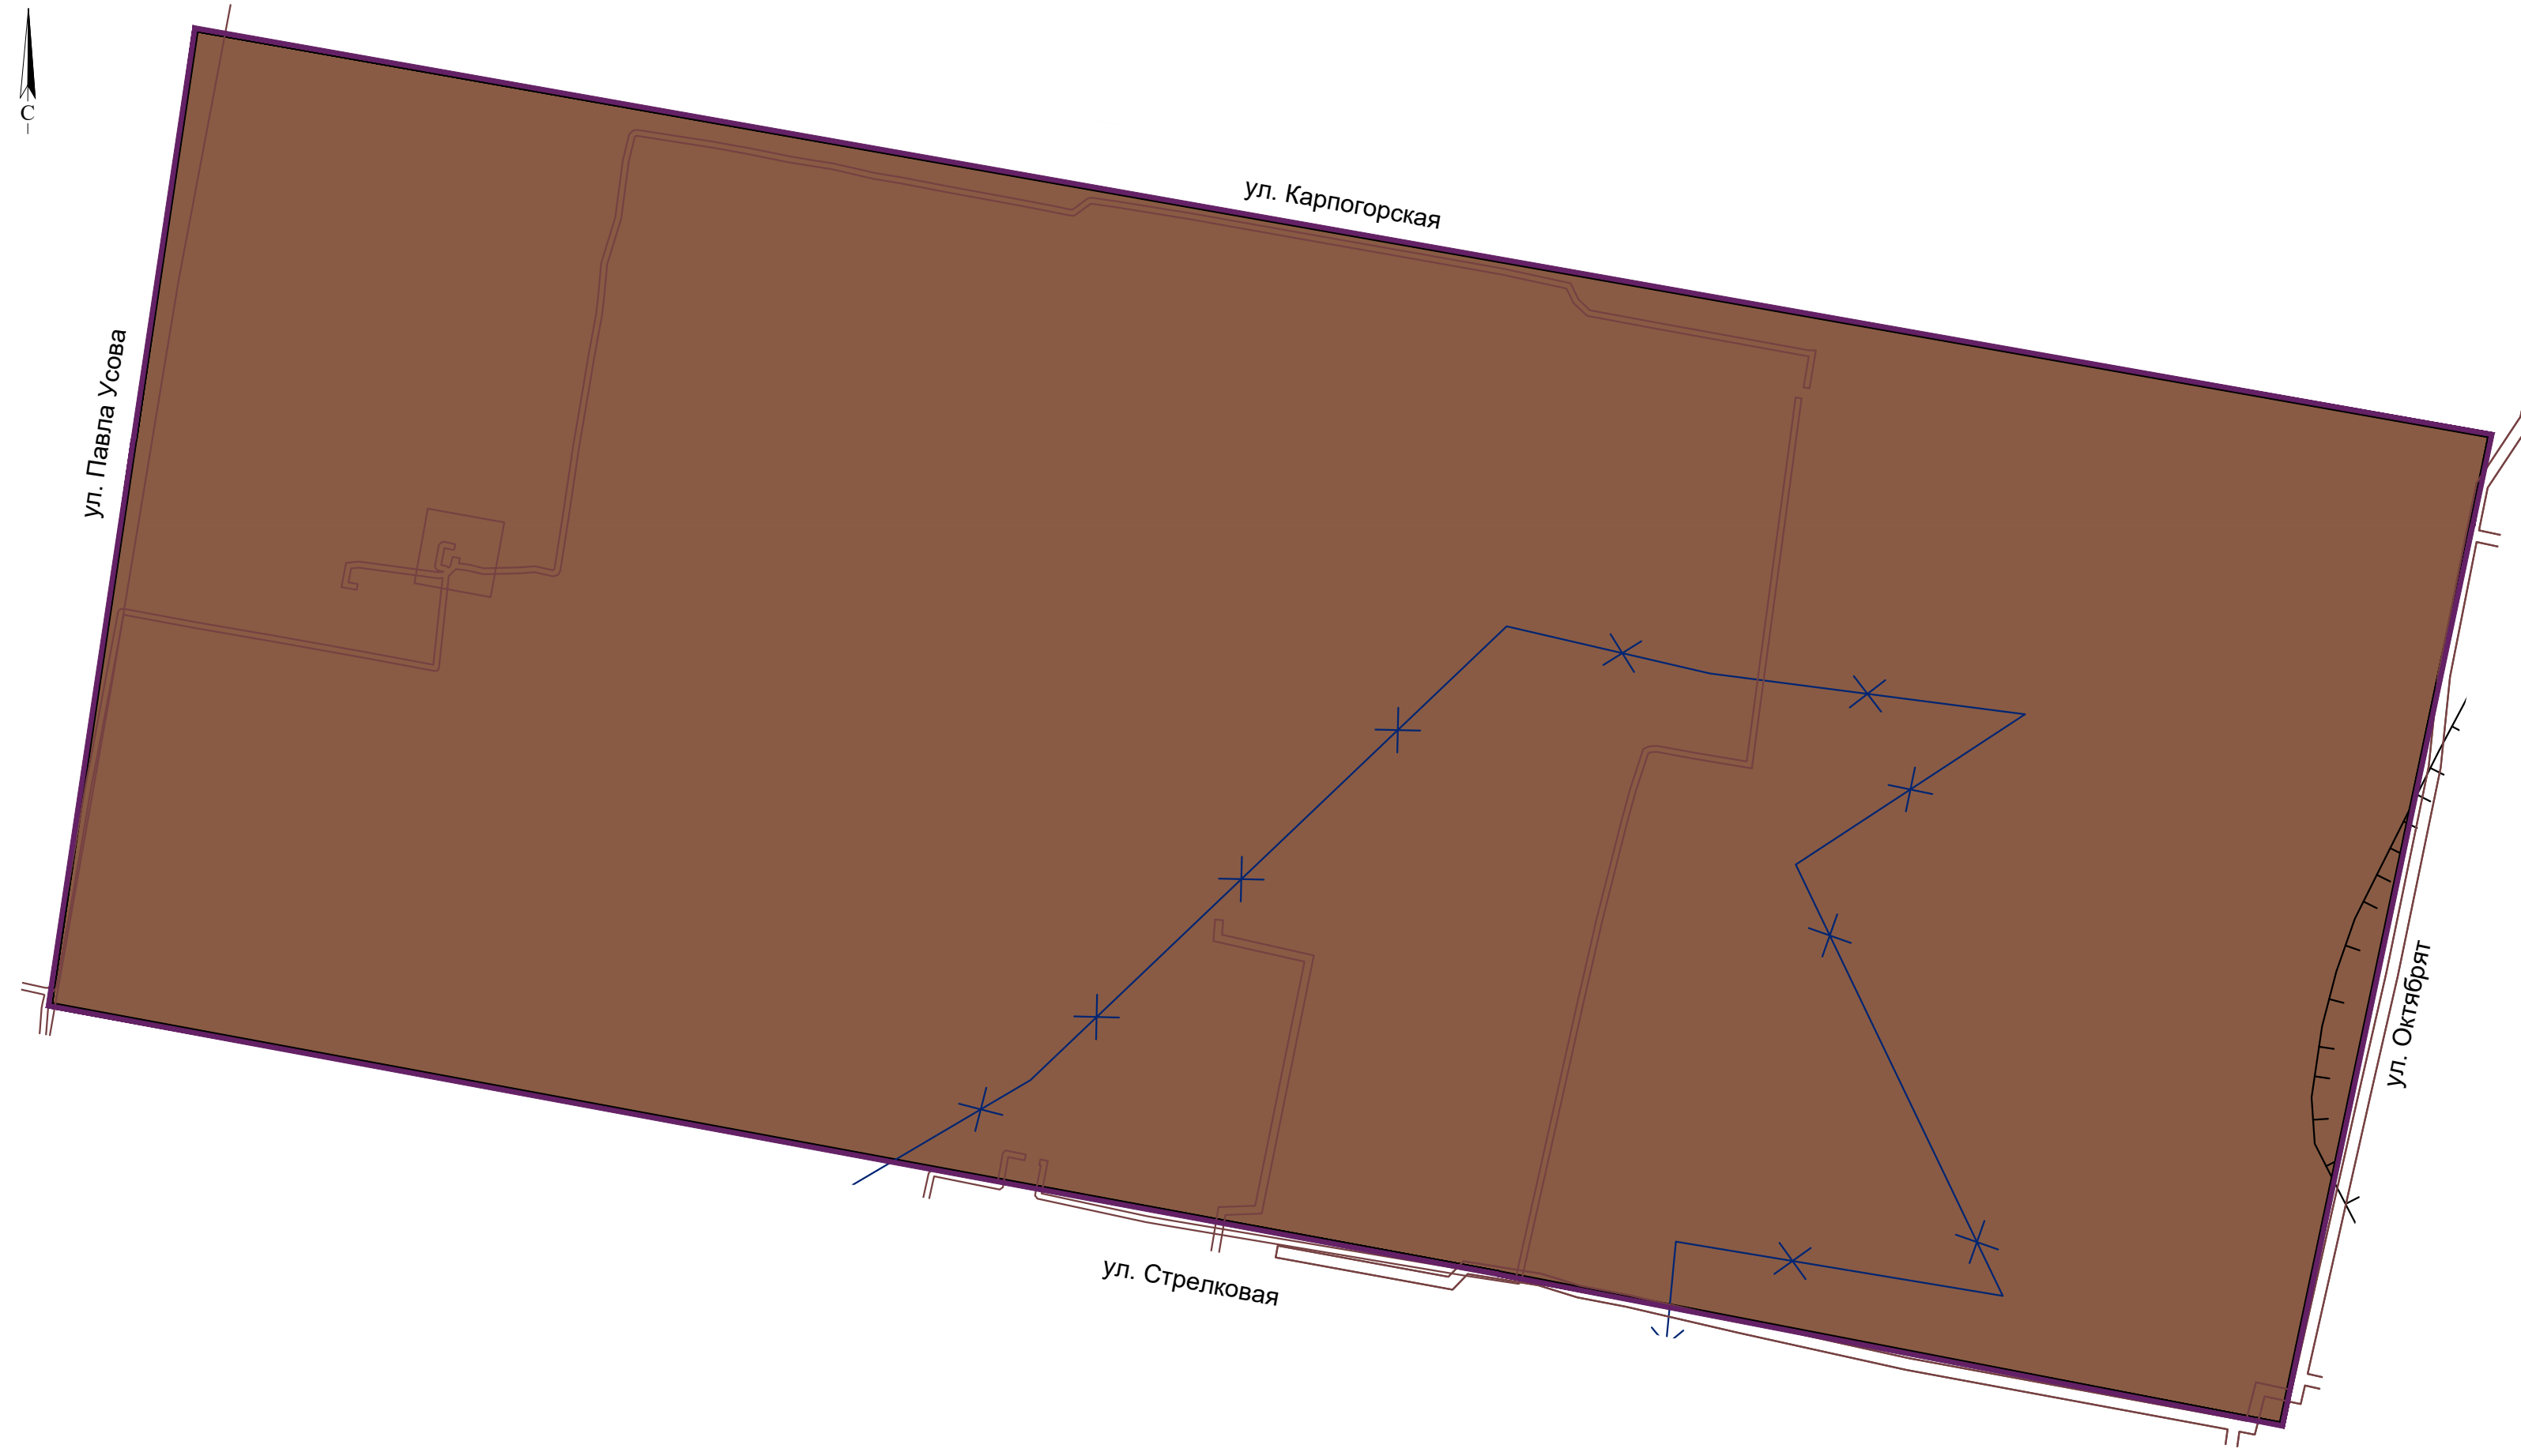 С
ул. Карпогорская
ул. Павла Усова
ул. Октябрят
ул. Стрелковая